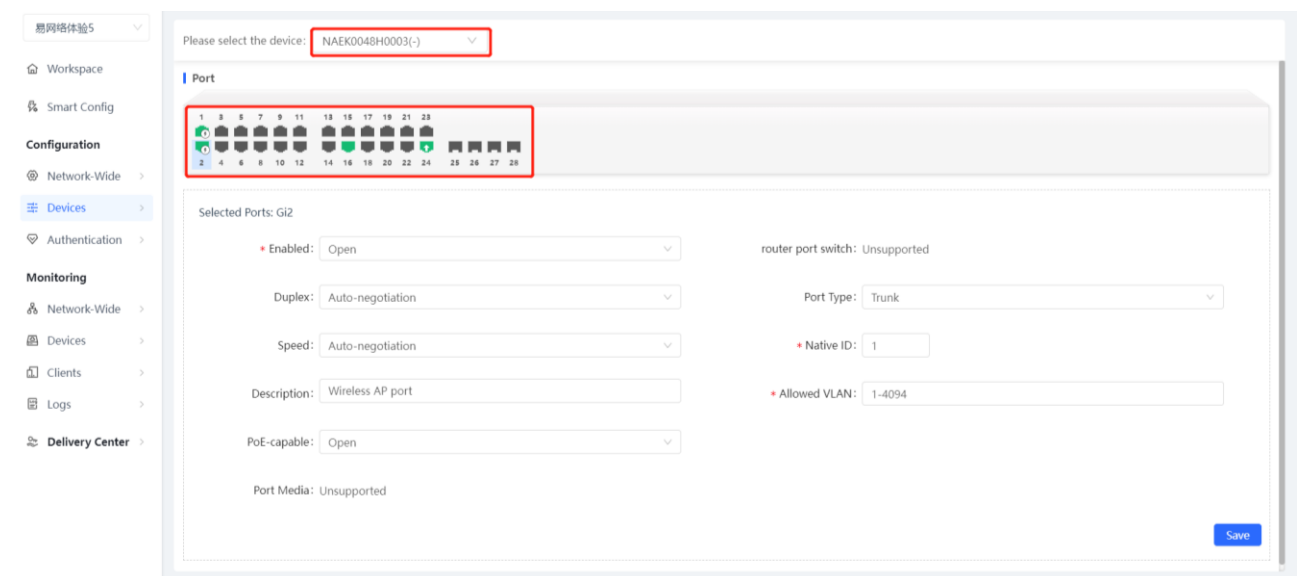 易网络体验5
Workspace
Smart Config
Configuration
Network-Wide
Devices
Authentication
Monitoring
Network-Wide
Devices
Clients
Logs
Delivery Center
Please select the device: NAEK0048H0003(-)
Port
1 3 5 7 9 11 13 15 17 19 21 23
2 4 6 8 10 12 14 16 18 20 22 24 25 26 27 28
Selected Ports: Gi2
* Enabled: Open
router port switch: Unsupported
Duplex: Auto-negotiation
Port Type: Trunk
Speed: Auto-negotiation
* Native ID: 1
Description: Wireless AP port
* Allowed VLAN: 1-4094
PoE-capable: Open
Port Media: Unsupported
Save